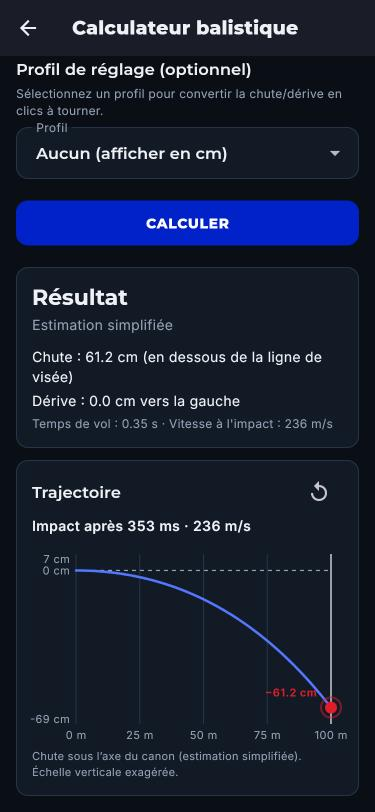 Calculateur balistique
Profil de réglage (optionnel)
Sélectionnez un profil pour convertir la chute/dérive en
clics à tourner.
Profil
Aucun (afficher en cm)
CALCULER
Résultat
Estimation simplifiée
Chute : 61.2 cm (en dessous de la ligne de
visée)
Dérive : 0.0 cm vers la gauche
Temps de vol : 0.35 s · Vitesse à l'impact : 236 m/s
Trajectoire
Impact après 353 ms · 236 m/s
7 cm
0 cm
−61.2 cm
-69 cm
0 m 25 m 50 m 75 m 100 m
Chute sous l’axe du canon (estimation simplifiée).
Échelle verticale exagérée.